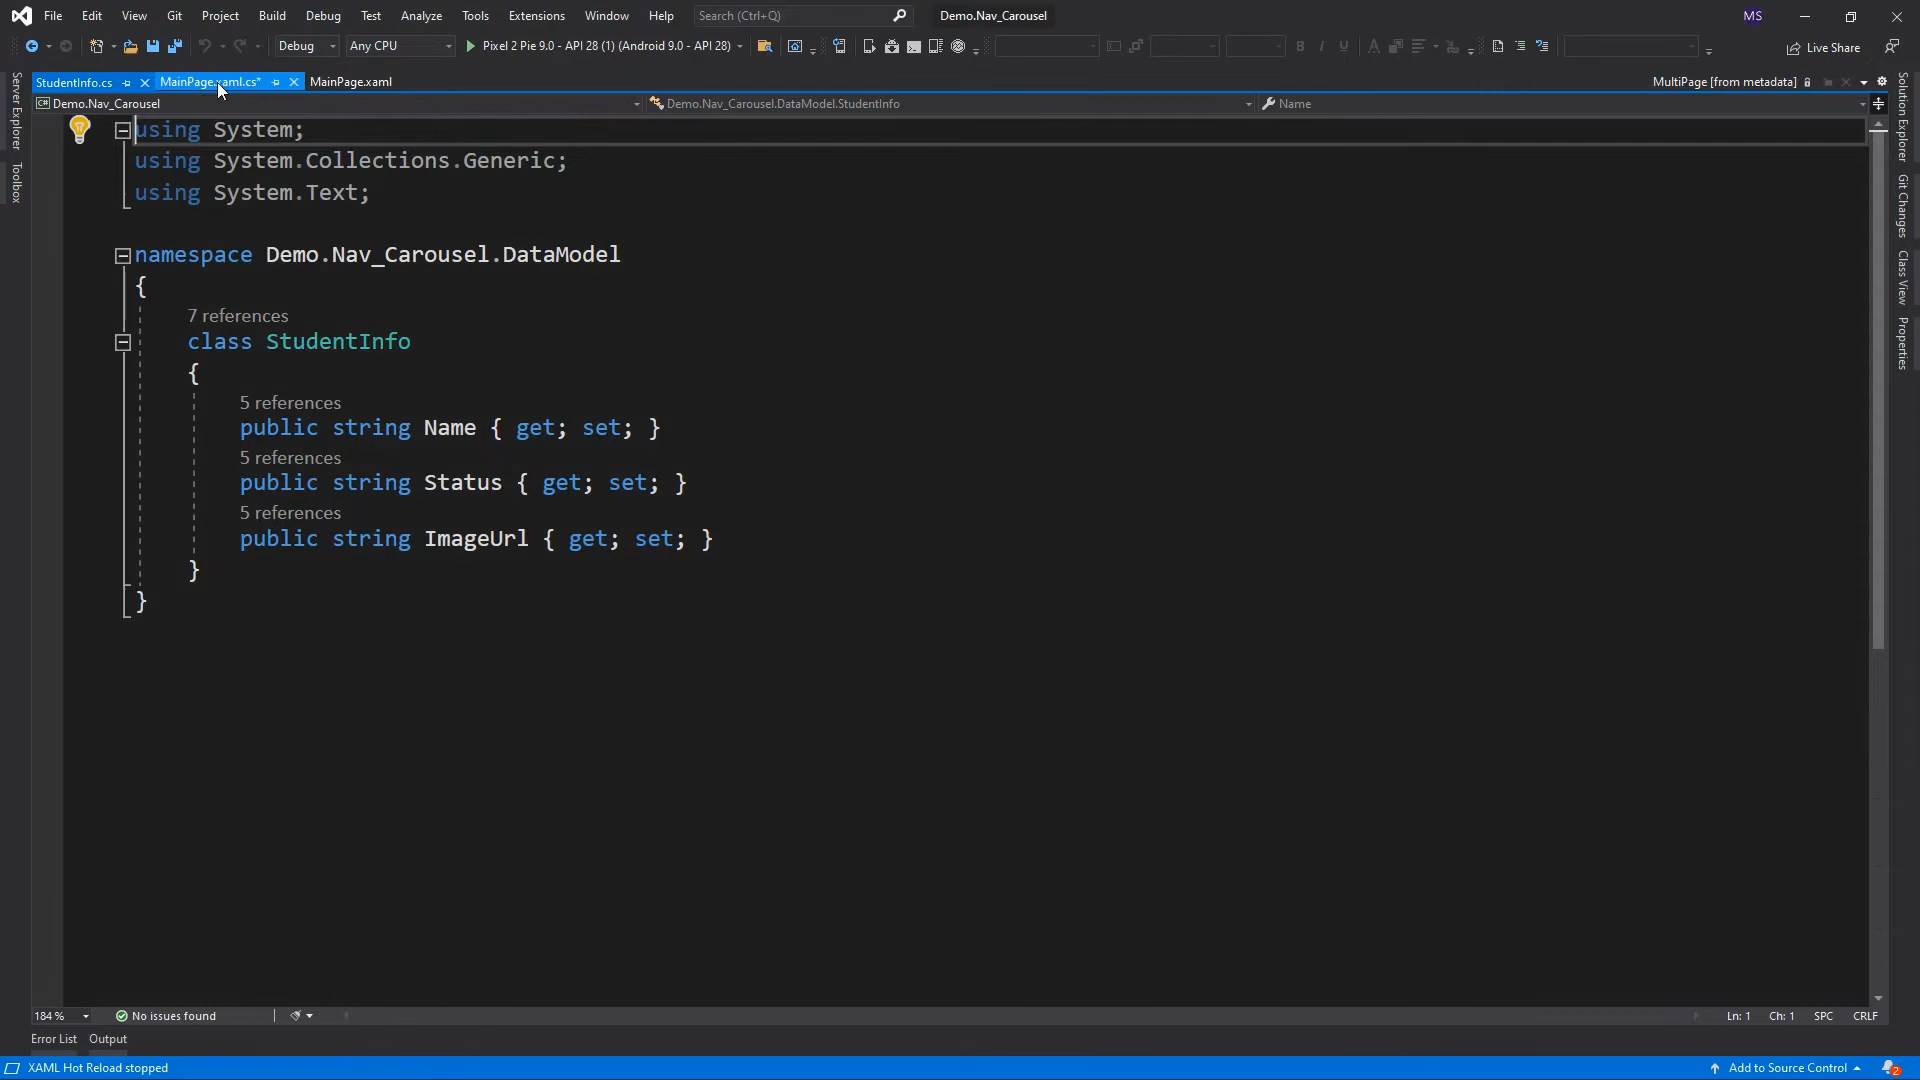 File Edit View Git Project Build Debug Test Analyze Tools Extensions Window Help Search (Ctrl+Q) Demo.Nav_Carousel MS
Debug Any CPU Pixel 2 Pie 9.0 - API 28 (1) (Android 9.0 - API 28) Live Share
StudentInfo.cs MainPage.xaml.cs* MainPage.xaml MultiPage [from metadata]
Demo.Nav_Carousel Demo.Nav_Carousel.DataModel.StudentInfo Name
using System;
using System.Collections.Generic;
using System.Text;
namespace Demo.Nav_Carousel.DataModel
{
7 references
class StudentInfo
{
5 references
public string Name { get; set; }
5 references
public string Status { get; set; }
5 references
public string ImageUrl { get; set; }
}
}
Server Explorer
Toolbox
Solution Explorer
Git Changes
Class View
Properties
184 % No issues found Ln: 1 Ch: 1 SPC CRLF
Error List Output
XAML Hot Reload stopped Add to Source Control 2